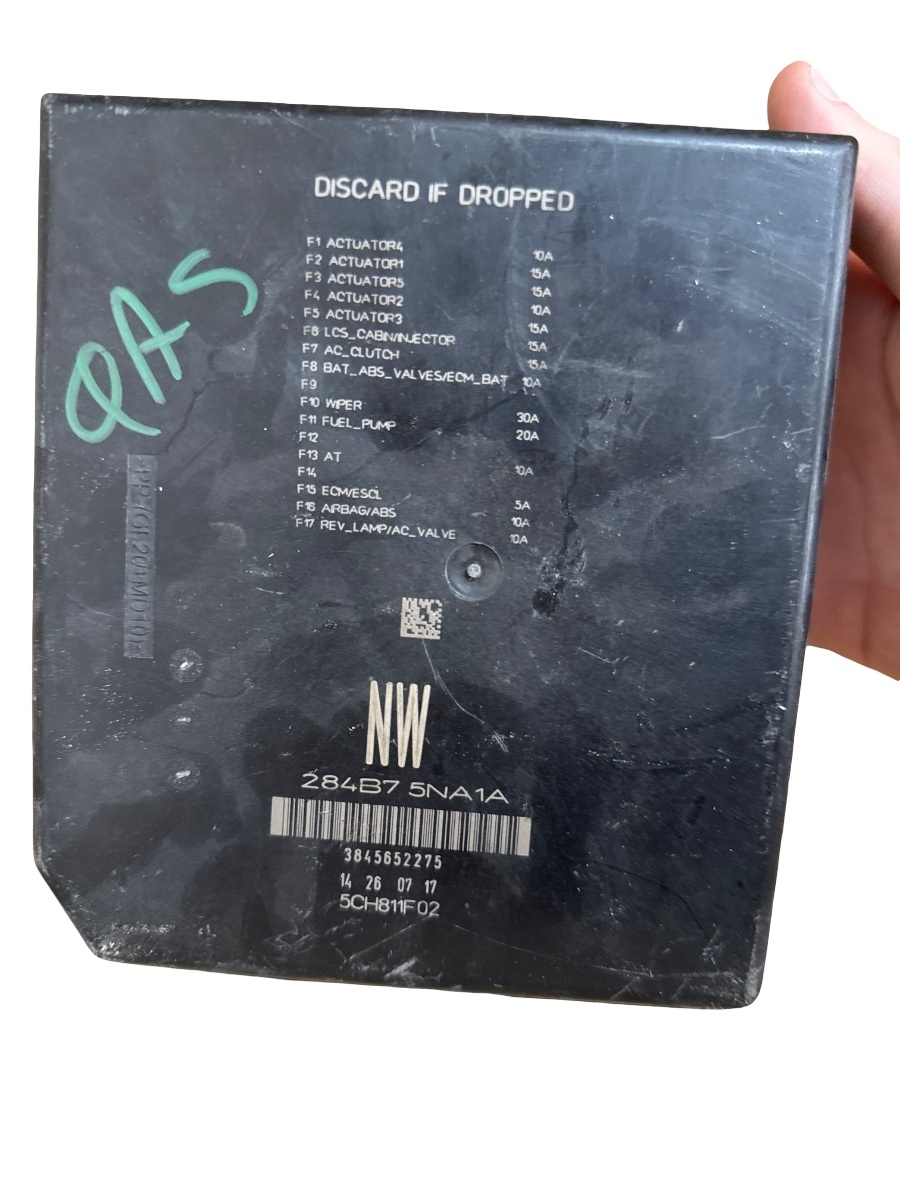 DISCARD IF DROPPED
F1 ACTUATOR4 10A
F2 ACTUATOR1 15A
F3 ACTUATOR5 15A
F4 ACTUATOR2 10A
F5 ACTUATOR3 15A
F6 LCS_CABIN/INJECTOR 15A
F7 AC_CLUTCH 15A
F8 BAT_ABS_VALVES/ECM_BAT 10A
F9
F10 WIPER 30A
F11 FUEL_PUMP 20A
F12
F13 AT 10A
F14
F15 ECM/ESCL 5A
F16 AIRBAG/ABS 10A
F17 REV_LAMP/AC_VALVE 10A
QAS
NW
284B7 5NA1A
3845652275
14 26 07 17
5CH811F02